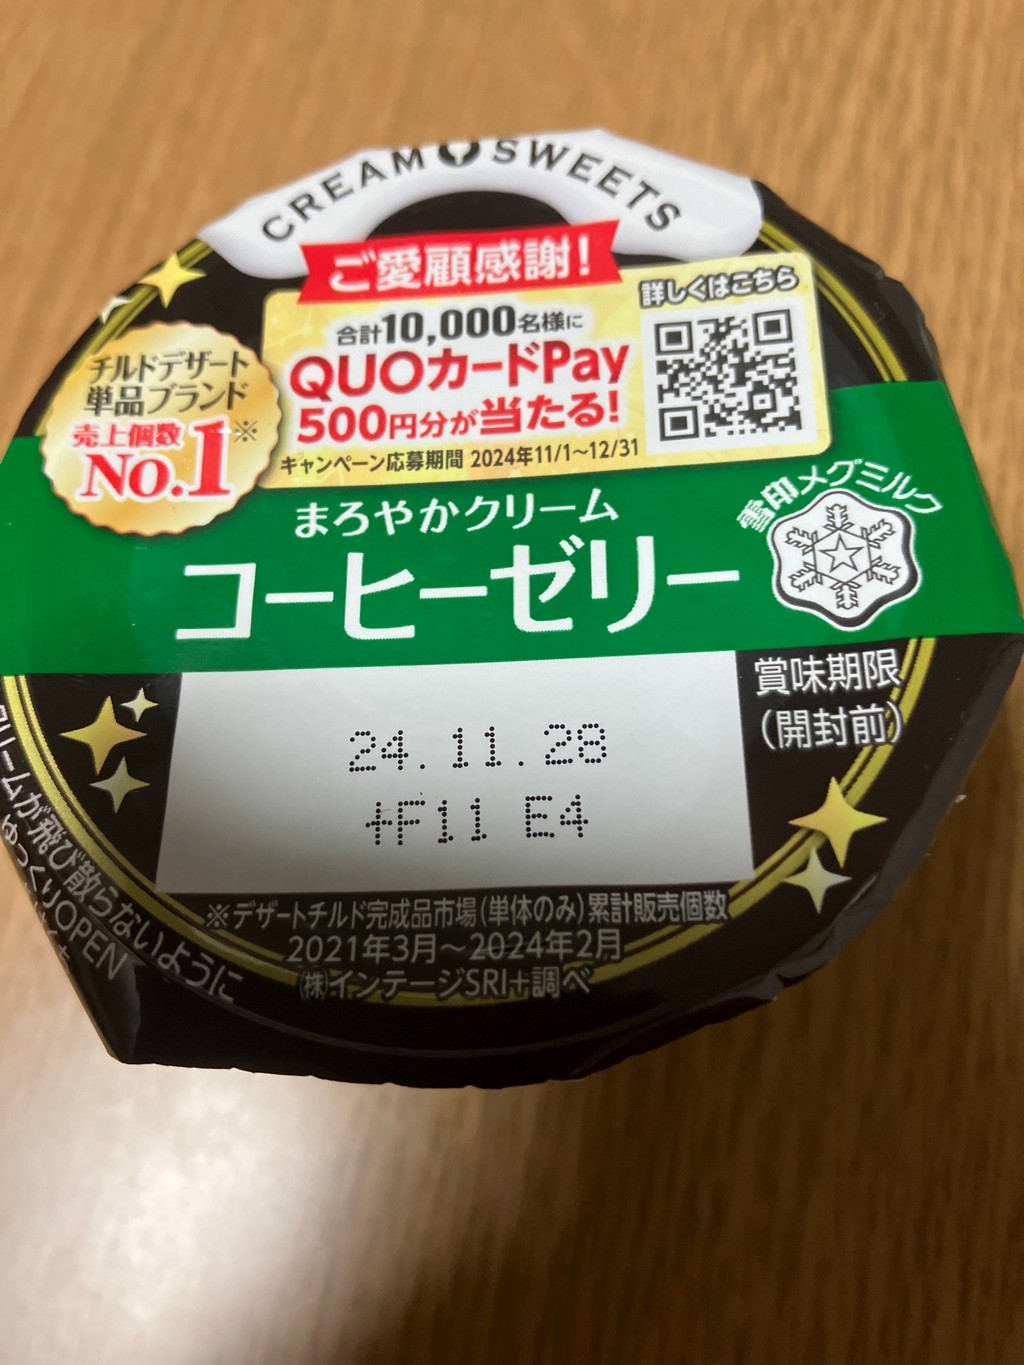 CREAM SWEETS
ご愛顧感謝!
詳しくはこちら
合計10,000名様に
QUOカードPay
500円分が当たる!
キャンペーン応募期間 2024年11/1～12/31
チルドデザート
単品ブランド
売上個数
No.1※
まろやかクリーム
コーヒーゼリー
雪印メグミルク
賞味期限
(開封前)
24.11.28
+F11 E4
※デザートチルド完成品市場(単体のみ)累計販売個数
2021年3月～2024年2月
㈱インテージSRI+調べ
クリームが飛び散らないように
ゆっくりOPEN